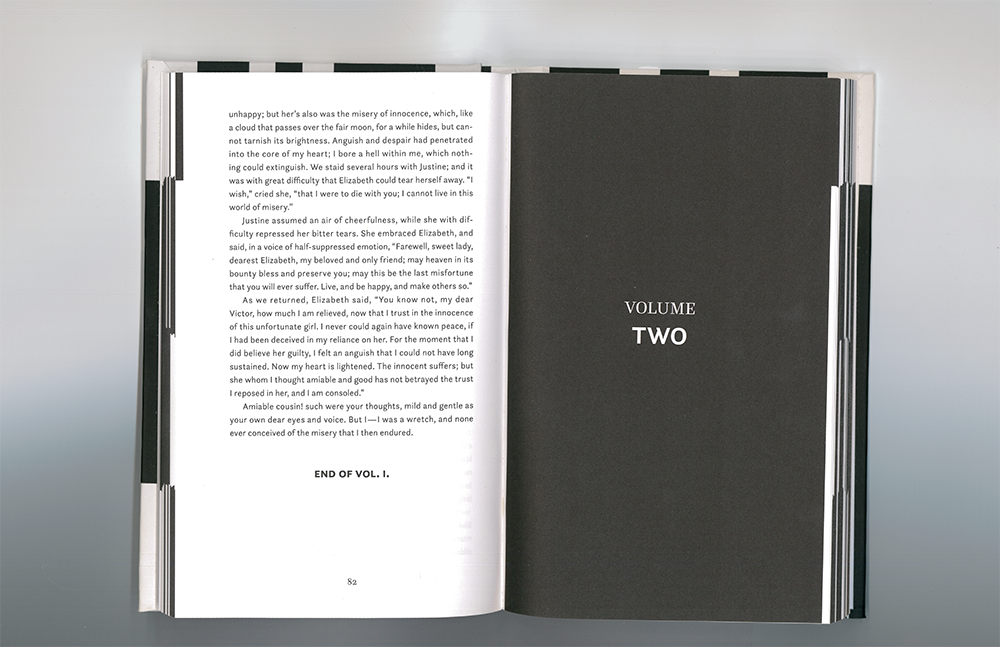 unhappy; but her's also was the misery of innocence, which, like
a cloud that passes over the fair moon, for a while hides, but can-
not tarnish its brightness. Anguish and despair had penetrated
into the core of my heart; I bore a hell within me, which noth-
ing could extinguish. We staid several hours with Justine; and it
was with great difficulty that Elizabeth could tear herself away. “I
wish,” cried she, “that I were to die with you; I cannot live in this
world of misery.”
Justine assumed an air of cheerfulness, while she with dif-
ficulty repressed her bitter tears. She embraced Elizabeth, and
said, in a voice of half-suppressed emotion, “Farewell, sweet lady,
dearest Elizabeth, my beloved and only friend; may heaven in its
bounty bless and preserve you; may this be the last misfortune
that you will ever suffer. Live, and be happy, and make others so.”
As we returned, Elizabeth said, “You know not, my dear
Victor, how much I am relieved, now that I trust in the innocence
of this unfortunate girl. I never could again have known peace, if
I had been deceived in my reliance on her. For the moment that I
did believe her guilty, I felt an anguish that I could not have long
sustained. Now my heart is lightened. The innocent suffers; but
she whom I thought amiable and good has not betrayed the trust
I reposed in her, and I am consoled.”
Amiable cousin! such were your thoughts, mild and gentle as
your own dear eyes and voice. But I—I was a wretch, and none
ever conceived of the misery that I then endured.
END OF VOL. I.
82
VOLUME
TWO